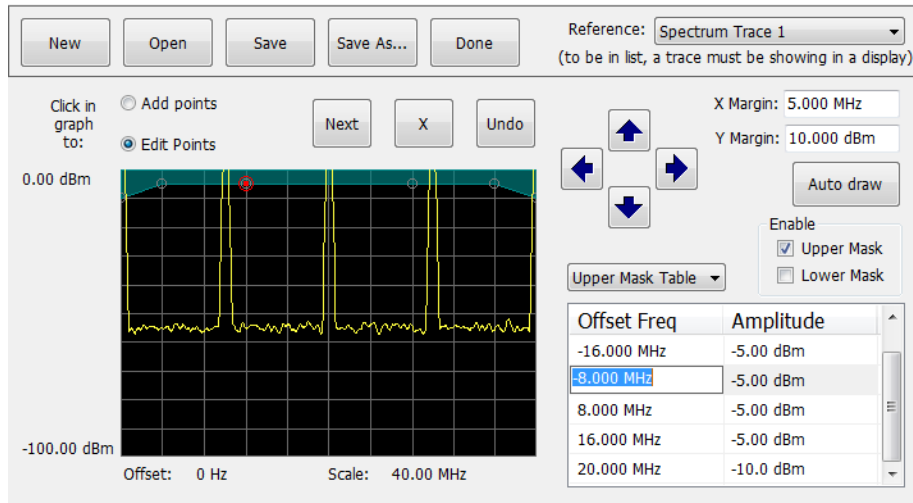 New Open Save Save As... Done Reference: Spectrum Trace 1
(to be in list, a trace must be showing in a display)
Click in graph to:
Add points
Edit Points
Next X Undo
X Margin: 5.000 MHz
Y Margin: 10.000 dBm
Auto draw
Enable
Upper Mask
Lower Mask
0.00 dBm
-100.00 dBm
Offset: 0 Hz Scale: 40.00 MHz
Upper Mask Table
Offset Freq Amplitude
-16.000 MHz -5.00 dBm
-8.000 MHz -5.00 dBm
8.000 MHz -5.00 dBm
16.000 MHz -5.00 dBm
20.000 MHz -10.0 dBm